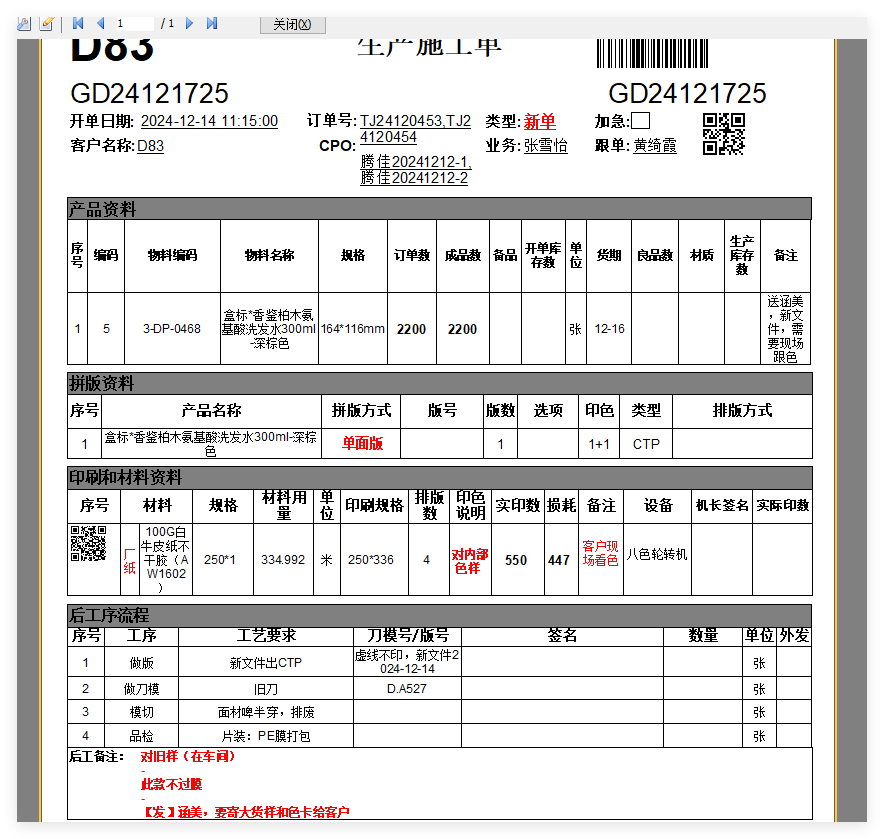 1 / 1 关闭(X)
D83 生产施工单
GD24121725 GD24121725
开单日期: 2024-12-14 11:15:00 订单号: TJ24120453,TJ2 类型: 新单 加急:
4120454
客户名称: D83 CPO: 业务: 张雪怡 跟单: 黄绮霞
腾佳20241212-1,
腾佳20241212-2
产品资料
序号 编码 物料编码 物料名称 规格 订单数 成品数 备品 开单库存数 单位 货期 良品数 材质 生产库存数 备注
1 5 3-DP-0468 盒标*香鉴柏木氨基酸洗发水300ml-深棕色 164*116mm 2200 2200 张 12-16 送涵美，新文件，需要现场跟色
拼版资料
序号 产品名称 拼版方式 版号 版数 选项 印色 类型 排版方式
1 盒标*香鉴柏木氨基酸洗发水300ml-深棕色 单面版 1 1+1 CTP
印刷和材料资料
序号 材料 规格 材料用量 单位 印刷规格 排版数 印色说明 实印数 损耗 备注 设备 机长签名 实际印数
厂纸 100G白牛皮纸不干胶（AW1602） 250*1 334.992 米 250*336 4 对内部色样 550 447 客户现场看色 八色轮转机
后工序流程
序号 工序 工艺要求 刀模号/版号 签名 数量 单位 外发
1 做版 新文件出CTP 虚线不印，新文件2024-12-14 张
2 做刀模 旧刀 D.A527 张
3 模切 面材啤半穿，排废 张
4 品检 片装：PE膜打包 张
后工备注： 对旧样（在车间）
-
此款不过膜
-
【发】涵美，要寄大货样和色卡给客户